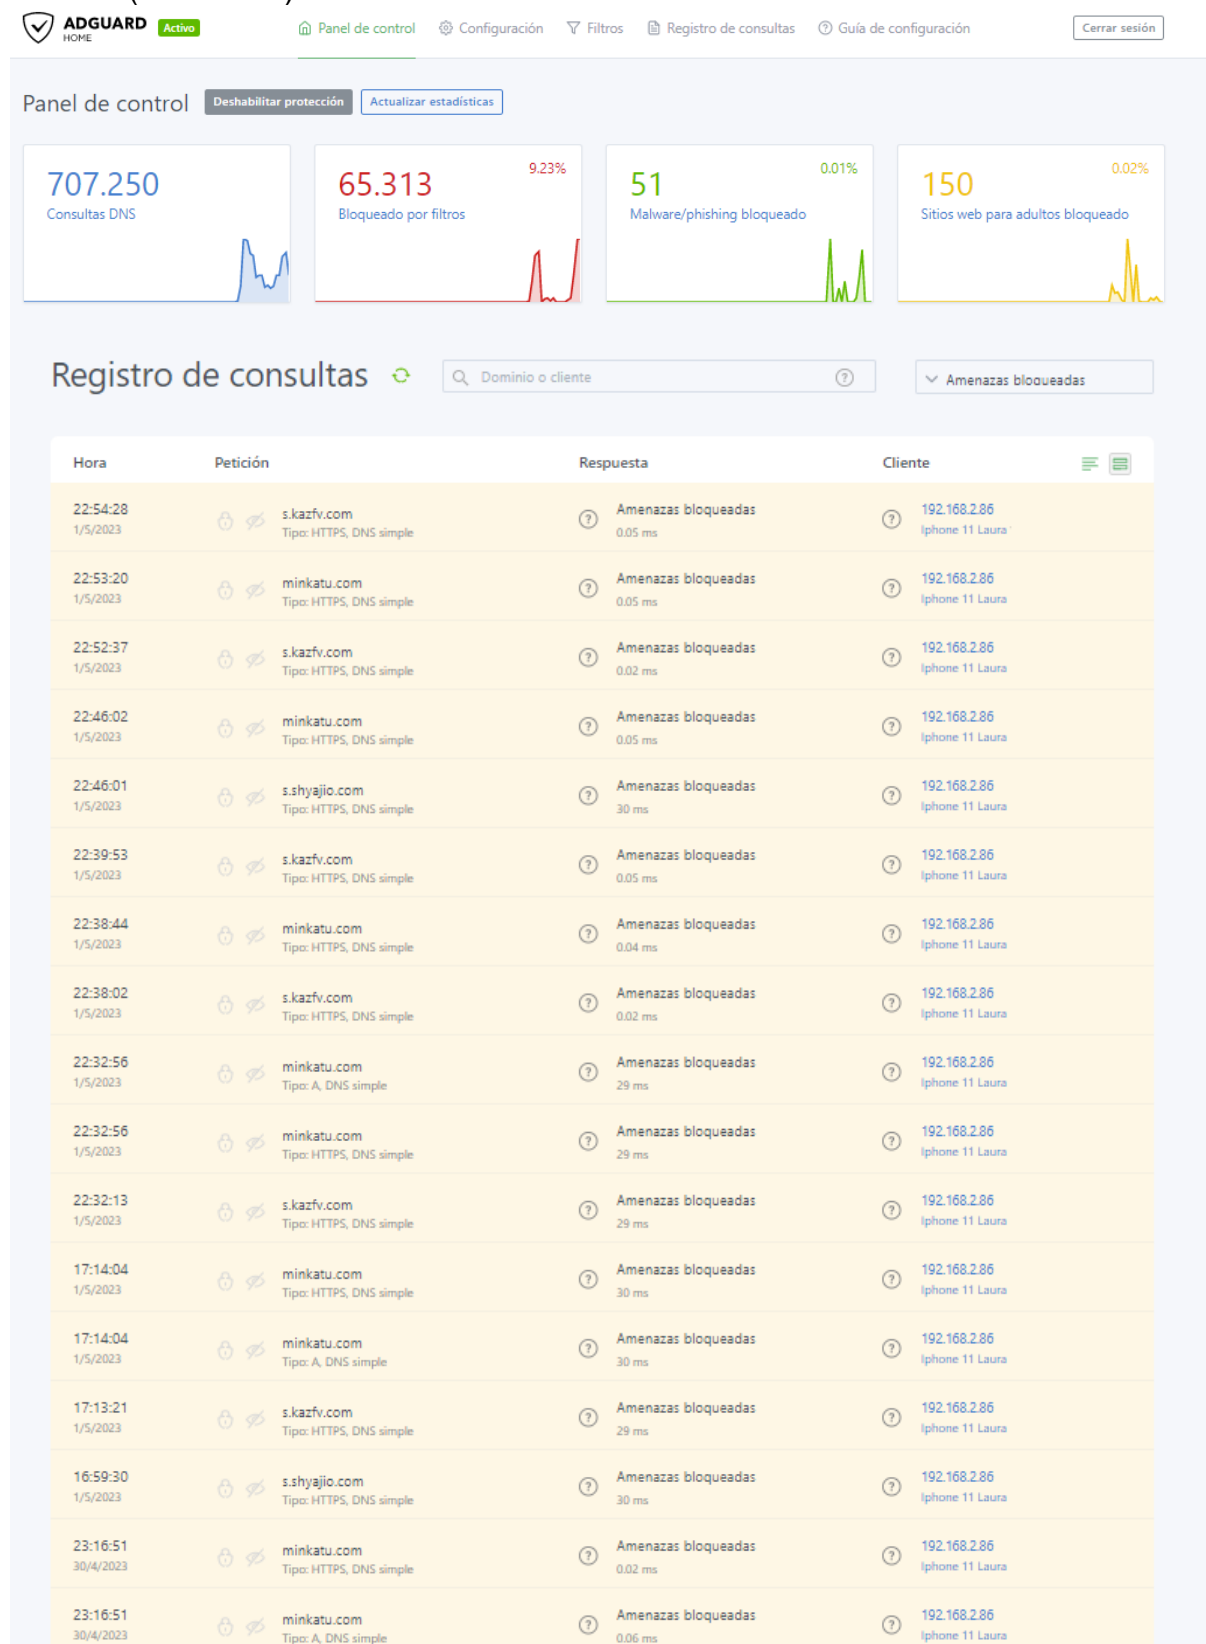 ADGUARD
HOME
Activo
Panel de control
Configuración
Filtros
Registro de consultas
Guía de configuración
Cerrar sesión
Panel de control
Deshabilitar protección
Actualizar estadísticas
707.250
Consultas DNS
65.313
9.23%
Bloqueado por filtros
51
0.01%
Malware/phishing bloqueado
150
0.02%
Sitios web para adultos bloqueado
Registro de consultas
Dominio o cliente
Amenazas bloqueadas
Hora Petición Respuesta Cliente
22:54:28 s.kazfv.com Amenazas bloqueadas 192.168.2.86
1/5/2023 Tipo: HTTPS, DNS simple 0.05 ms Iphone 11 Laura
22:53:20 minkatu.com Amenazas bloqueadas 192.168.2.86
1/5/2023 Tipo: HTTPS, DNS simple 0.05 ms Iphone 11 Laura
22:52:37 s.kazfv.com Amenazas bloqueadas 192.168.2.86
1/5/2023 Tipo: HTTPS, DNS simple 0.02 ms Iphone 11 Laura
22:46:02 minkatu.com Amenazas bloqueadas 192.168.2.86
1/5/2023 Tipo: HTTPS, DNS simple 0.05 ms Iphone 11 Laura
22:46:01 s.shyajio.com Amenazas bloqueadas 192.168.2.86
1/5/2023 Tipo: HTTPS, DNS simple 30 ms Iphone 11 Laura
22:39:53 s.kazfv.com Amenazas bloqueadas 192.168.2.86
1/5/2023 Tipo: HTTPS, DNS simple 0.05 ms Iphone 11 Laura
22:38:44 minkatu.com Amenazas bloqueadas 192.168.2.86
1/5/2023 Tipo: HTTPS, DNS simple 0.04 ms Iphone 11 Laura
22:38:02 s.kazfv.com Amenazas bloqueadas 192.168.2.86
1/5/2023 Tipo: HTTPS, DNS simple 0.02 ms Iphone 11 Laura
22:32:56 minkatu.com Amenazas bloqueadas 192.168.2.86
1/5/2023 Tipo: A, DNS simple 29 ms Iphone 11 Laura
22:32:56 minkatu.com Amenazas bloqueadas 192.168.2.86
1/5/2023 Tipo: HTTPS, DNS simple 29 ms Iphone 11 Laura
22:32:13 s.kazfv.com Amenazas bloqueadas 192.168.2.86
1/5/2023 Tipo: HTTPS, DNS simple 29 ms Iphone 11 Laura
17:14:04 minkatu.com Amenazas bloqueadas 192.168.2.86
1/5/2023 Tipo: HTTPS, DNS simple 30 ms Iphone 11 Laura
17:14:04 minkatu.com Amenazas bloqueadas 192.168.2.86
1/5/2023 Tipo: A, DNS simple 30 ms Iphone 11 Laura
17:13:21 s.kazfv.com Amenazas bloqueadas 192.168.2.86
1/5/2023 Tipo: HTTPS, DNS simple 29 ms Iphone 11 Laura
16:59:30 s.shyajio.com Amenazas bloqueadas 192.168.2.86
1/5/2023 Tipo: HTTPS, DNS simple 30 ms Iphone 11 Laura
23:16:51 minkatu.com Amenazas bloqueadas 192.168.2.86
30/4/2023 Tipo: HTTPS, DNS simple 0.02 ms Iphone 11 Laura
23:16:51 minkatu.com Amenazas bloqueadas 192.168.2.86
30/4/2023 Tipo: A, DNS simple 0.06 ms Iphone 11 Laura